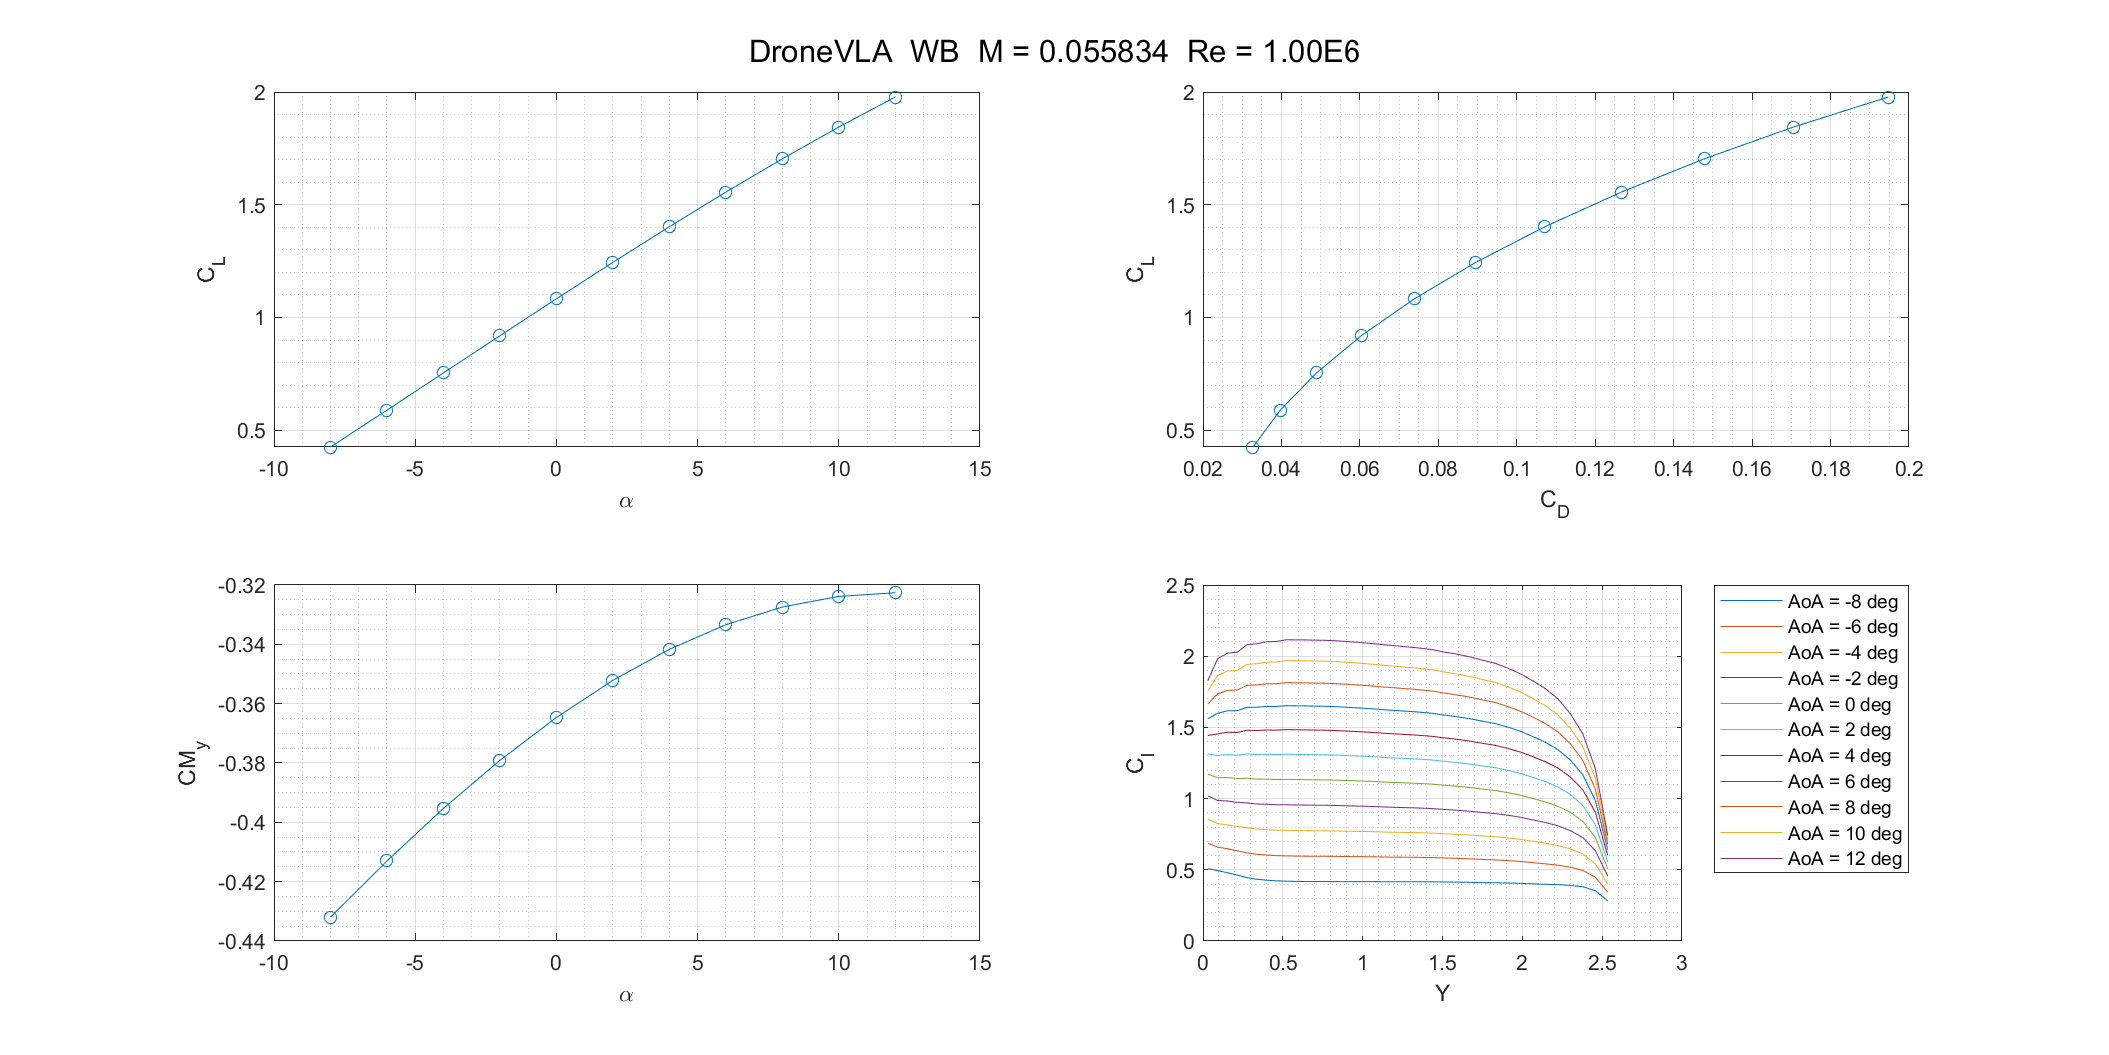 DroneVLA WB M = 0.055834 Re = 1.00E6
2
1.5
1
0.5
C_L
-10
-5
0
5
10
15
α
2
1.5
1
0.5
C_L
0.02
0.04
0.06
0.08
0.1
0.12
0.14
0.16
0.18
0.2
C_D
-0.32
-0.34
-0.36
-0.38
-0.4
-0.42
-0.44
CM_y
-10
-5
0
5
10
15
α
2.5
2
1.5
1
0.5
0
C_l
0
0.5
1
1.5
2
2.5
3
Y
AoA = -8 deg
AoA = -6 deg
AoA = -4 deg
AoA = -2 deg
AoA = 0 deg
AoA = 2 deg
AoA = 4 deg
AoA = 6 deg
AoA = 8 deg
AoA = 10 deg
AoA = 12 deg